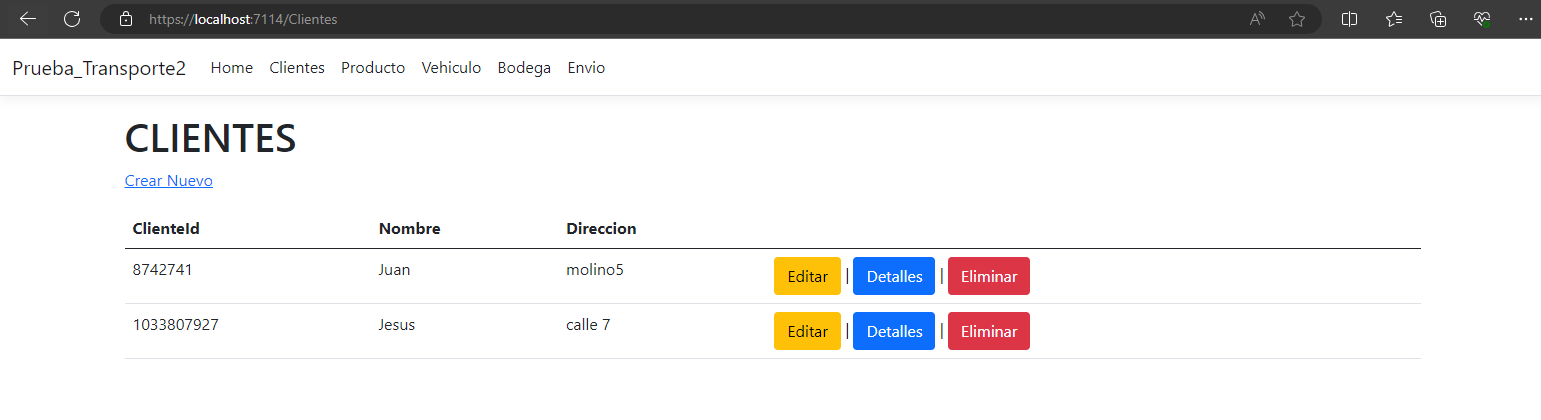 https://localhost:7114/Clientes
Prueba_Transporte2 Home Clientes Producto Vehiculo Bodega Envio
CLIENTES
Crear Nuevo
ClienteId Nombre Direccion
8742741 Juan molino5 Editar | Detalles | Eliminar
1033807927 Jesus calle 7 Editar | Detalles | Eliminar